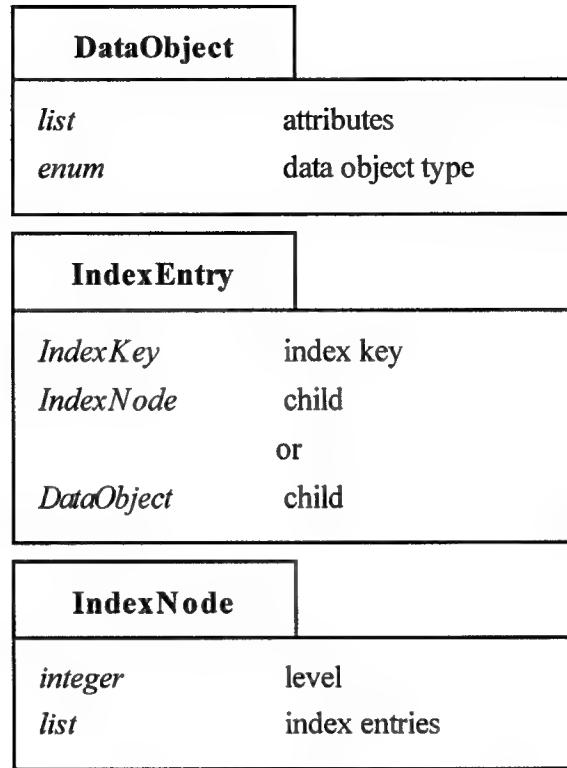 DataObject
list attributes
enum data object type
IndexEntry
IndexKey index key
IndexNode child
or
DataObject child
IndexNode
integer level
list index entries